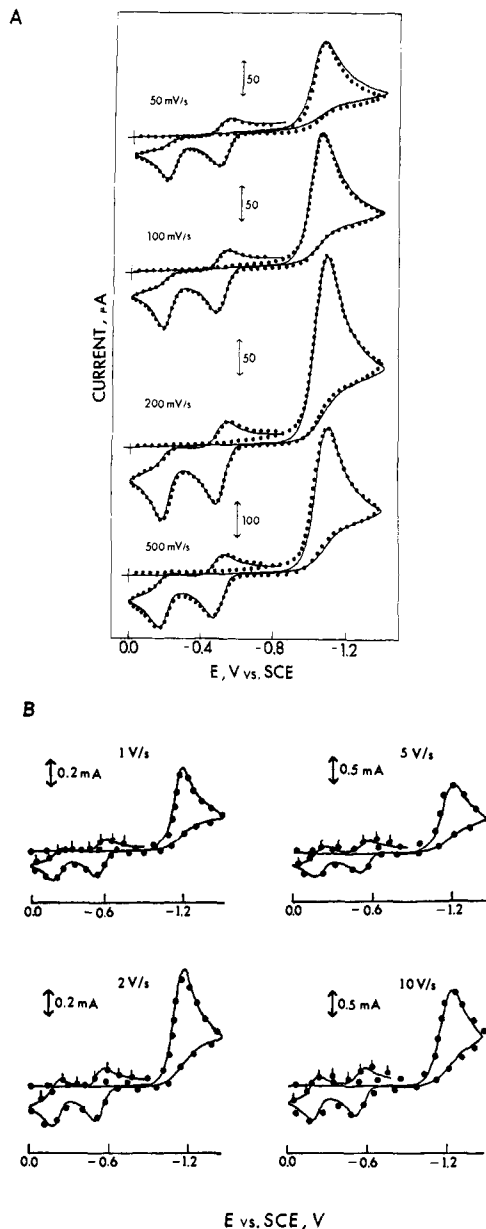 A
50
50 mV/s
50
100 mV/s
CURRENT, μA
50
200 mV/s
100
500 mV/s
0.0 -0.4 -0.8 -1.2
E, V vs. SCE
B
1 V/s 5 V/s
0.2 mA 0.5 mA
0.0 -0.6 -1.2 0.0 -0.6 -1.2
2 V/s 10 V/s
0.2 mA 0.5 mA
0.0 -0.6 -1.2 0.0 -0.6 -1.2
E vs. SCE, V